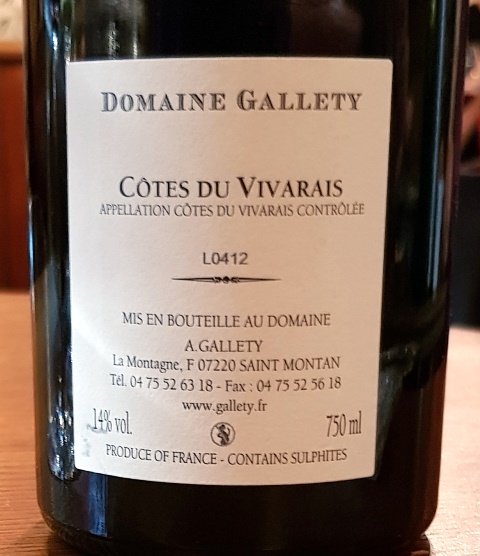 DOMAINE GALLETY
CÔTES DU VIVARAIS
APPELLATION CÔTES DU VIVARAIS CONTRÔLÉE
L0412
MIS EN BOUTEILLE AU DOMAINE
A.GALLETY
La Montagne, F 07220 SAINT MONTAN
Tél. 04 75 52 63 18 - Fax : 04 75 52 56 18
www.gallety.fr
14% vol. 750 ml
PRODUCE OF FRANCE - CONTAINS SULPHITES